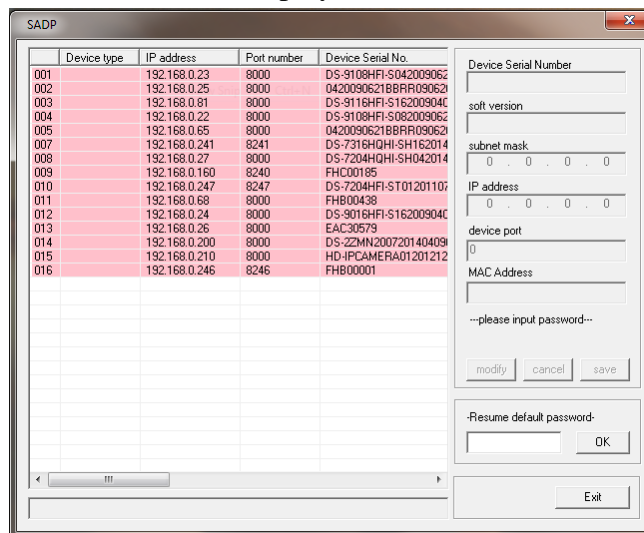 SADP
Device type IP address Port number Device Serial No.
001 192.168.0.23 8000 DS-9108HFI-S042009062
002 192.168.0.25 8000 0420090621BBRR090620
003 192.168.0.81 8000 DS-9116HFI-S162009040
004 192.168.0.22 8000 DS-9108HFI-S082009062
005 192.168.0.65 8000 0420090621BBRR090620
007 192.168.0.241 8241 DS-7316HQHI-SH162014
008 192.168.0.27 8000 DS-7204HQHI-SH042014
009 192.168.0.160 8240 FHC00185
010 192.168.0.247 8247 DS-7204HFI-ST01201107
011 192.168.0.68 8000 FHB00438
012 192.168.0.24 8000 DS-9016HFI-S162009040
013 192.168.0.26 8000 EAC30579
014 192.168.0.200 8000 DS-2ZMN2007201404090
015 192.168.0.210 8000 HD-IPCAMERA01201212
016 192.168.0.246 8246 FHB00001
Device Serial Number
soft version
subnet mask
0 . 0 . 0 . 0
IP address
0 . 0 . 0 . 0
device port
0
MAC Address
---please input password---
modify cancel save
-Resume default password-
OK
Exit